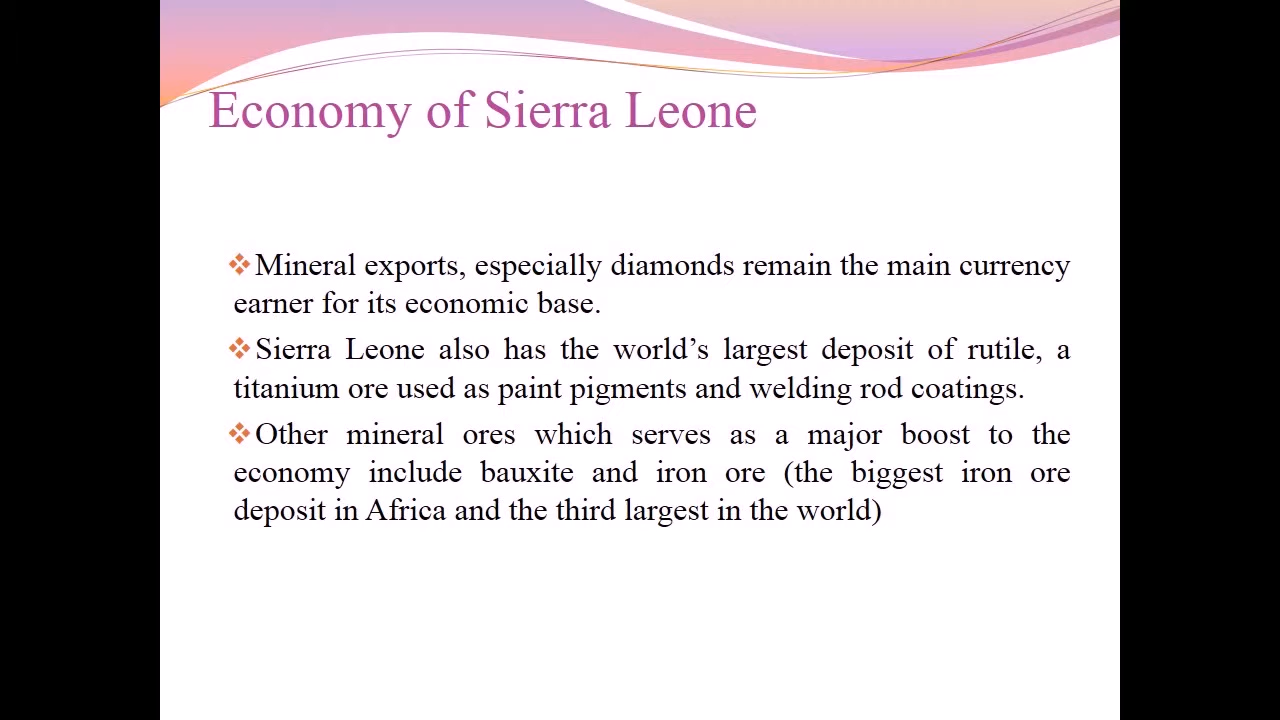 Economy of Sierra Leone
❖Mineral exports, especially diamonds remain the main currency
earner for its economic base.
❖Sierra Leone also has the world’s largest deposit of rutile, a
titanium ore used as paint pigments and welding rod coatings.
❖Other mineral ores which serves as a major boost to the
economy include bauxite and iron ore (the biggest iron ore
deposit in Africa and the third largest in the world)